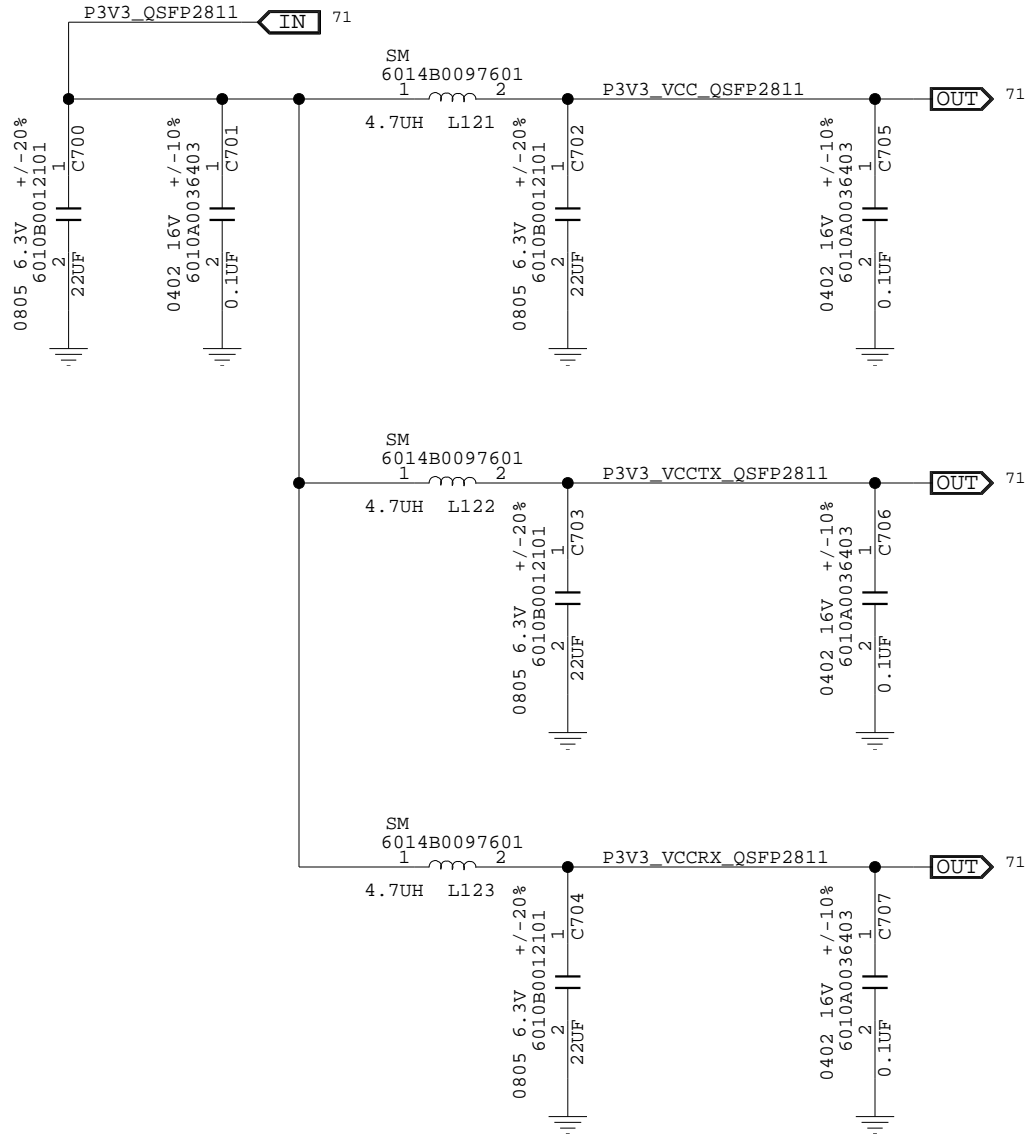 P3V3_QSFP2811
IN
71
SM
6014B0097601
1
2
4.7UH
L121
P3V3_VCC_QSFP2811
OUT
71
0805 6.3V +/-20%
6010B0012101
1
2
C700
22UF
0402 16V +/-10%
6010A0036403
1
2
C701
0.1UF
0805 6.3V +/-20%
6010B0012101
1
2
C702
22UF
0402 16V +/-10%
6010A0036403
1
2
C705
0.1UF
SM
6014B0097601
1
2
4.7UH
L122
P3V3_VCCTX_QSFP2811
OUT
71
0805 6.3V +/-20%
6010B0012101
1
2
C703
22UF
0402 16V +/-10%
6010A0036403
1
2
C706
0.1UF
SM
6014B0097601
1
2
4.7UH
L123
P3V3_VCCRX_QSFP2811
OUT
71
0805 6.3V +/-20%
6010B0012101
1
2
C704
22UF
0402 16V +/-10%
6010A0036403
1
2
C707
0.1UF